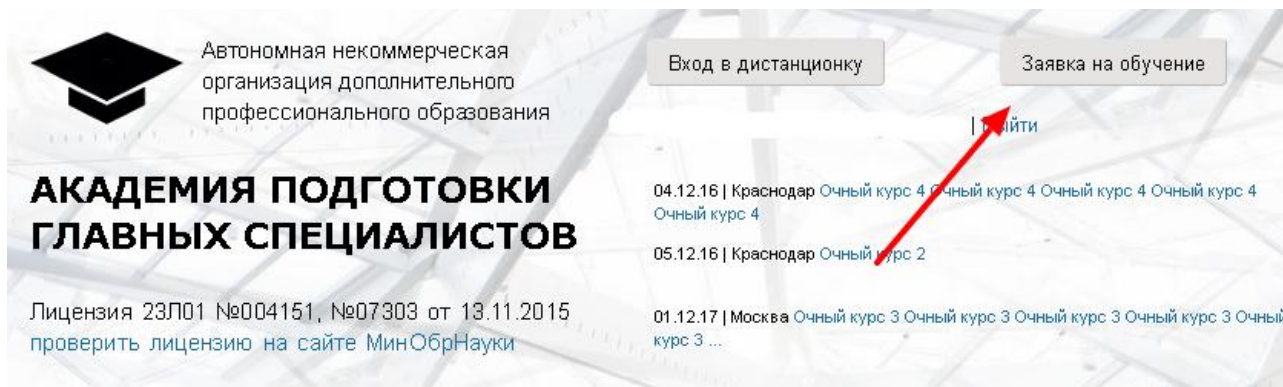 Автономная некоммерческая
организация дополнительного
профессионального образования
АКАДЕМИЯ ПОДГОТОВКИ
ГЛАВНЫХ СПЕЦИАЛИСТОВ
Лицензия 23Л01 №004151, №07303 от 13.11.2015
проверить лицензию на сайте МинОбрНауки
Вход в дистанционку
Заявка на обучение
|
04.12.16 | Краснодар Очный курс 4 Очный курс 4 Очный курс 4 Очный курс 4
Очный курс 4
05.12.16 | Краснодар Очный курс 2
01.12.17 | Москва Очный курс 3 Очный курс 3 Очный курс 3 Очный курс 3 Очный
курс 3 ...